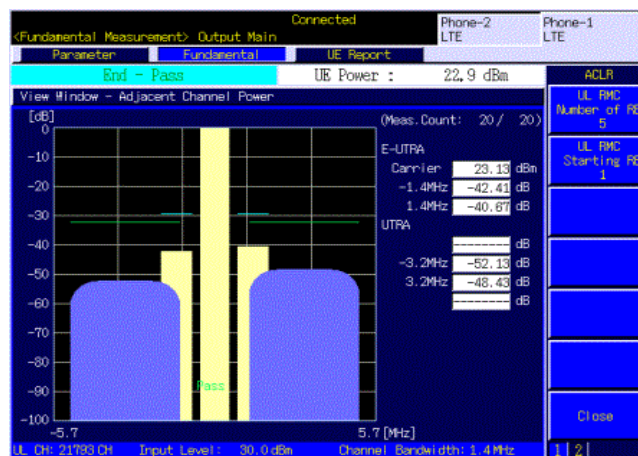 Connected
Phone-2
LTE
Phone-1
LTE
<Fundamental Measurement> Output Main
Parameter
Fundamental
UE Report
End - Pass
UE Power :
22.9 dBm
ACLR
View Window - Adjacent Channel Power
UL RMC
Number of RB
5
UL RMC
Starting RB
1
Close
1 2
[dB]
(Meas.Count: 20 / 20)
0
-10
-20
-30
-40
-50
-60
-70
-80
-90
-100
E-UTRA
Carrier 23.13 dBm
-1.4MHz -42.41 dB
1.4MHz -40.67 dB
UTRA
------- dB
-3.2MHz -52.13 dB
3.2MHz -48.43 dB
------- dB
Pass
-5.7
5.7 [MHz]
UL CH: 21793 CH Input Level: 30.0 dBm Channel Bandwidth: 1.4 MHz